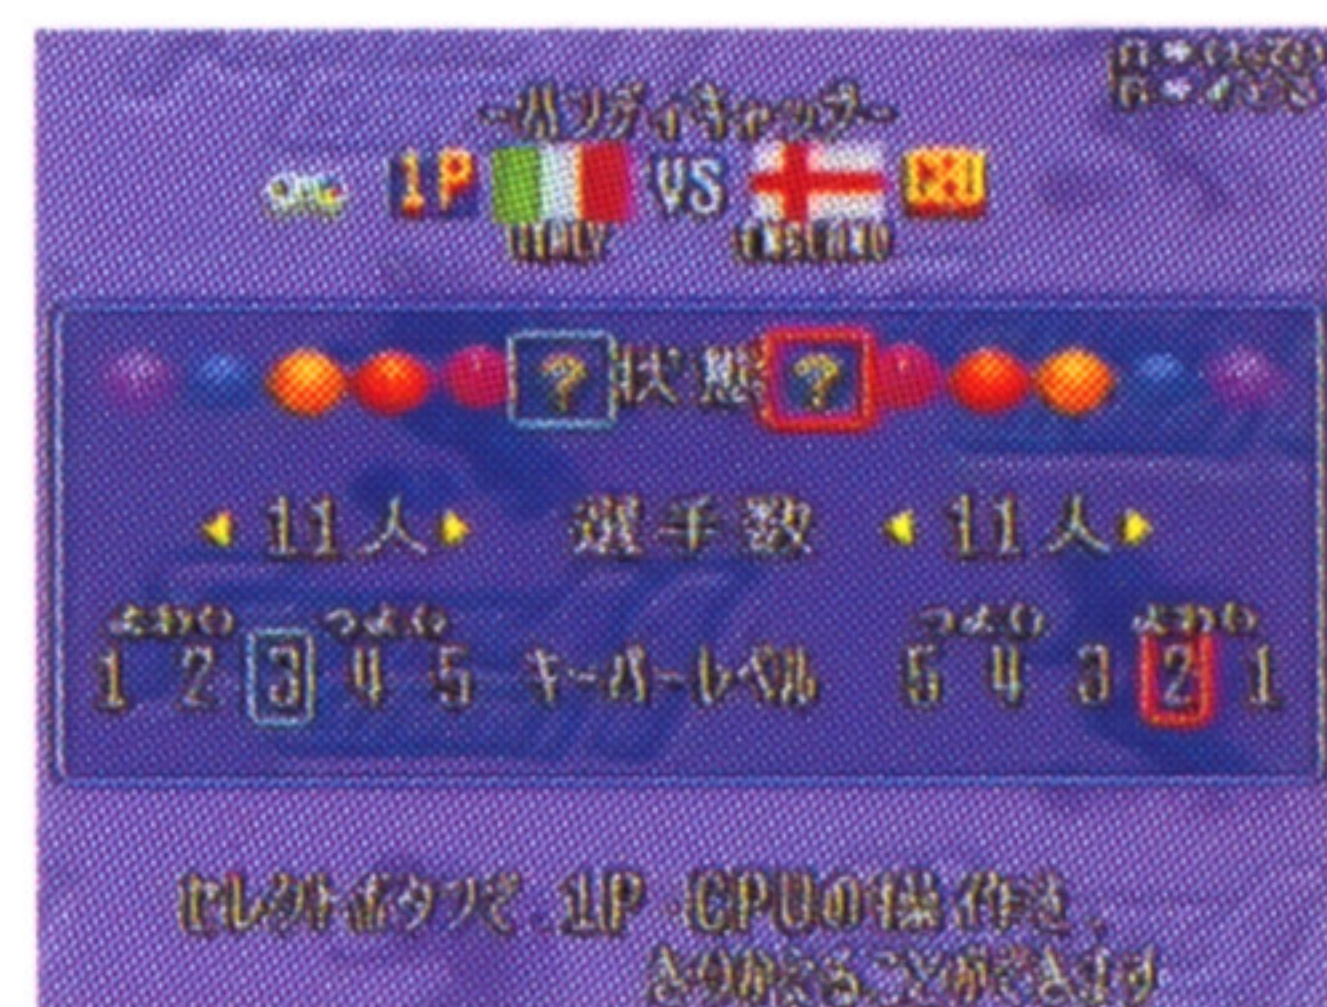 -ハンディキャップ-
1P VS CPU
ITALY ENGLAND
? 状態 ?
11人 選手数 11人
よわい つよい つよい よわい
1 2 3 4 5 キーパーレベル 5 4 3 2 1
セレクトボタンで、1P CPUの操作を、
きりかえることができます